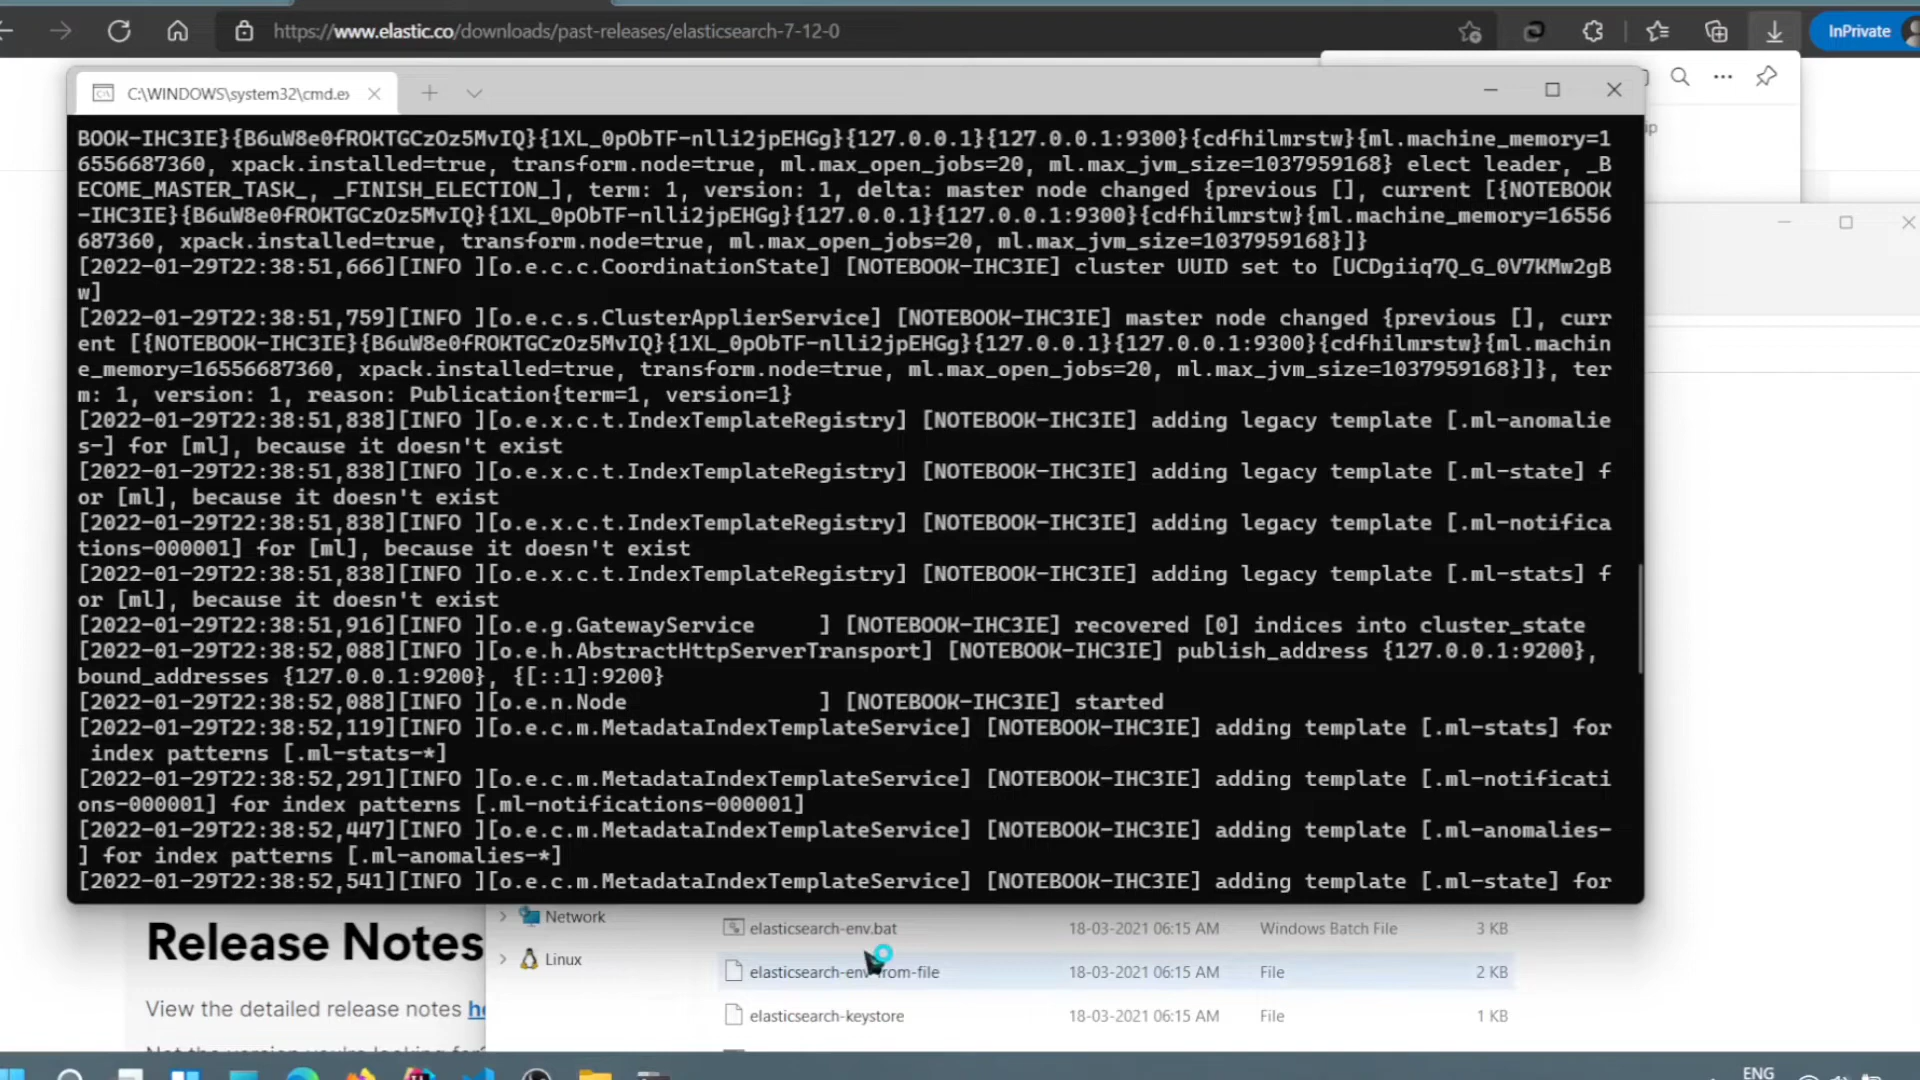 https://www.elastic.co/downloads/past-releases/elasticsearch-7-12-0
InPrivate
C:\WINDOWS\system32\cmd.ex
BOOK-IHC3IE}{B6uW8e0fROKTGCzOz5MvIQ}{1XL_0pObTF-nlli2jpEHGg}{127.0.0.1}{127.0.0.1:9300}{cdfhilmrstw}{ml.machine_memory=1
6556687360, xpack.installed=true, transform.node=true, ml.max_open_jobs=20, ml.max_jvm_size=1037959168} elect leader, _B
ECOME_MASTER_TASK_, _FINISH_ELECTION_], term: 1, version: 1, delta: master node changed {previous [], current [{NOTEBOOK
-IHC3IE}{B6uW8e0fROKTGCzOz5MvIQ}{1XL_0pObTF-nlli2jpEHGg}{127.0.0.1}{127.0.0.1:9300}{cdfhilmrstw}{ml.machine_memory=16556
687360, xpack.installed=true, transform.node=true, ml.max_open_jobs=20, ml.max_jvm_size=1037959168}]}
[2022-01-29T22:38:51,666][INFO ][o.e.c.c.CoordinationState] [NOTEBOOK-IHC3IE] cluster UUID set to [UCDgiiq7Q_G_0V7KMw2gB
w]
[2022-01-29T22:38:51,759][INFO ][o.e.c.s.ClusterApplierService] [NOTEBOOK-IHC3IE] master node changed {previous [], curr
ent [{NOTEBOOK-IHC3IE}{B6uW8e0fROKTGCzOz5MvIQ}{1XL_0pObTF-nlli2jpEHGg}{127.0.0.1}{127.0.0.1:9300}{cdfhilmrstw}{ml.machin
e_memory=16556687360, xpack.installed=true, transform.node=true, ml.max_open_jobs=20, ml.max_jvm_size=1037959168}]}, ter
m: 1, version: 1, reason: Publication{term=1, version=1}
[2022-01-29T22:38:51,838][INFO ][o.e.x.c.t.IndexTemplateRegistry] [NOTEBOOK-IHC3IE] adding legacy template [.ml-anomalie
s-] for [ml], because it doesn't exist
[2022-01-29T22:38:51,838][INFO ][o.e.x.c.t.IndexTemplateRegistry] [NOTEBOOK-IHC3IE] adding legacy template [.ml-state] f
or [ml], because it doesn't exist
[2022-01-29T22:38:51,838][INFO ][o.e.x.c.t.IndexTemplateRegistry] [NOTEBOOK-IHC3IE] adding legacy template [.ml-notifica
tions-000001] for [ml], because it doesn't exist
[2022-01-29T22:38:51,838][INFO ][o.e.x.c.t.IndexTemplateRegistry] [NOTEBOOK-IHC3IE] adding legacy template [.ml-stats] f
or [ml], because it doesn't exist
[2022-01-29T22:38:51,916][INFO ][o.e.g.GatewayService     ] [NOTEBOOK-IHC3IE] recovered [0] indices into cluster_state
[2022-01-29T22:38:52,088][INFO ][o.e.h.AbstractHttpServerTransport] [NOTEBOOK-IHC3IE] publish_address {127.0.0.1:9200},
bound_addresses {127.0.0.1:9200}, {[::1]:9200}
[2022-01-29T22:38:52,088][INFO ][o.e.n.Node               ] [NOTEBOOK-IHC3IE] started
[2022-01-29T22:38:52,119][INFO ][o.e.c.m.MetadataIndexTemplateService] [NOTEBOOK-IHC3IE] adding template [.ml-stats] for
index patterns [.ml-stats-*]
[2022-01-29T22:38:52,291][INFO ][o.e.c.m.MetadataIndexTemplateService] [NOTEBOOK-IHC3IE] adding template [.ml-notificati
ons-000001] for index patterns [.ml-notifications-000001]
[2022-01-29T22:38:52,447][INFO ][o.e.c.m.MetadataIndexTemplateService] [NOTEBOOK-IHC3IE] adding template [.ml-anomalies-
] for index patterns [.ml-anomalies-*]
[2022-01-29T22:38:52,541][INFO ][o.e.c.m.MetadataIndexTemplateService] [NOTEBOOK-IHC3IE] adding template [.ml-state] for
Network
elasticsearch-env.bat 18-03-2021 06:15 AM Windows Batch File 3 KB
Release Notes
Linux
elasticsearch-env-from-file 18-03-2021 06:15 AM File 2 KB
View the detailed release notes
elasticsearch-keystore 18-03-2021 06:15 AM File 1 KB
ENG